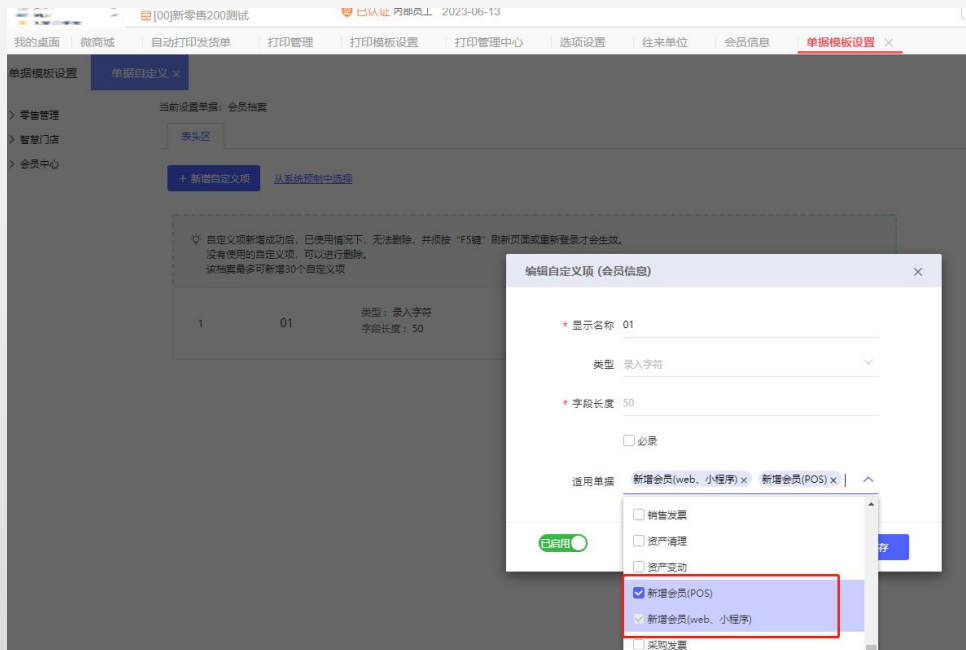 [00]新零售200测试 已认证 内部员工 2023-06-13
我的桌面 微商城 自动打印发货单 打印管理 打印模板设置 打印管理中心 选项设置 往来单位 会员信息 单据模板设置 ×
单据模板设置 单据自定义 ×
当前设置单据：会员档案
零售管理
表头区
智慧门店
会员中心
+ 新增自定义项 从系统预制中选择
自定义项新增成功后，已使用情况下，无法删除，并须按“F5键”刷新页面或重新登录才会生效。
没有使用的自定义项，可以进行删除。
该档案最多可新增30个自定义项
1 01 类型：录入字符
字段长度：50
编辑自定义项 (会员信息) ×
* 显示名称 01
类型 录入字符
* 字段长度 50
必录
适用单据 新增会员(web、小程序) × 新增会员(POS) ×
销售发票
已启用 资产清理 存
资产变动
新增会员(POS)
新增会员(web、小程序)
采购发票